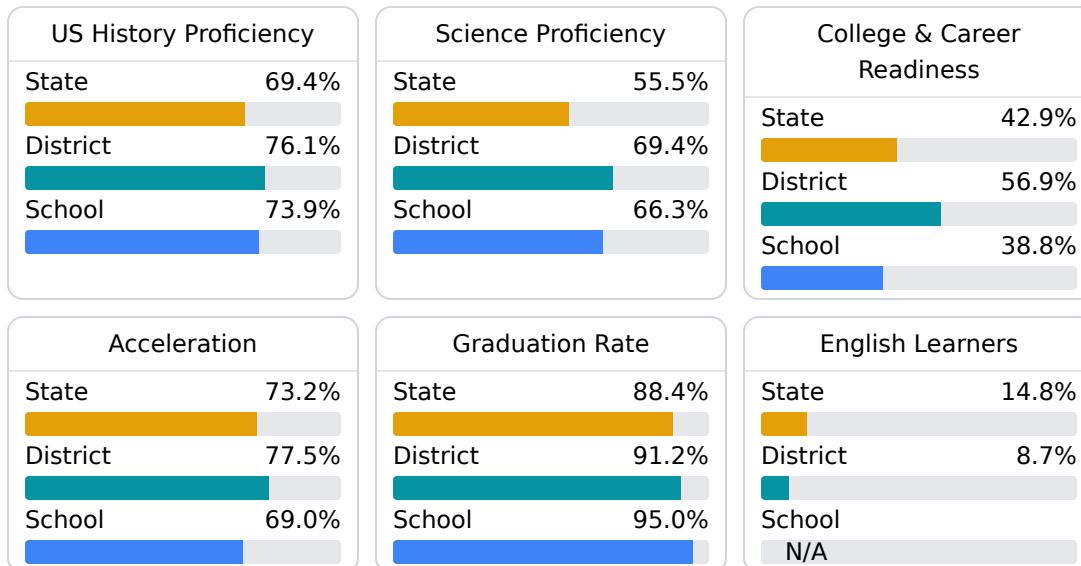 US History Proficiency
State 69.4%
District 76.1%
School 73.9%
Science Proficiency
State 55.5%
District 69.4%
School 66.3%
College & Career
Readiness
State 42.9%
District 56.9%
School 38.8%
Acceleration
State 73.2%
District 77.5%
School 69.0%
Graduation Rate
State 88.4%
District 91.2%
School 95.0%
English Learners
State 14.8%
District 8.7%
School
N/A